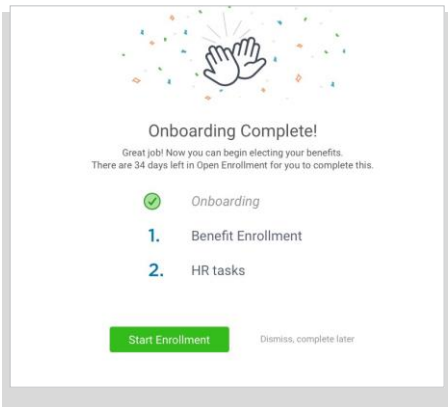 Onboarding Complete!
Great job! Now you can begin electing your benefits.
There are 34 days left in Open Enrollment for you to complete this.
Onboarding
1. Benefit Enrollment
2. HR tasks
Start Enrollment Dismiss, complete later